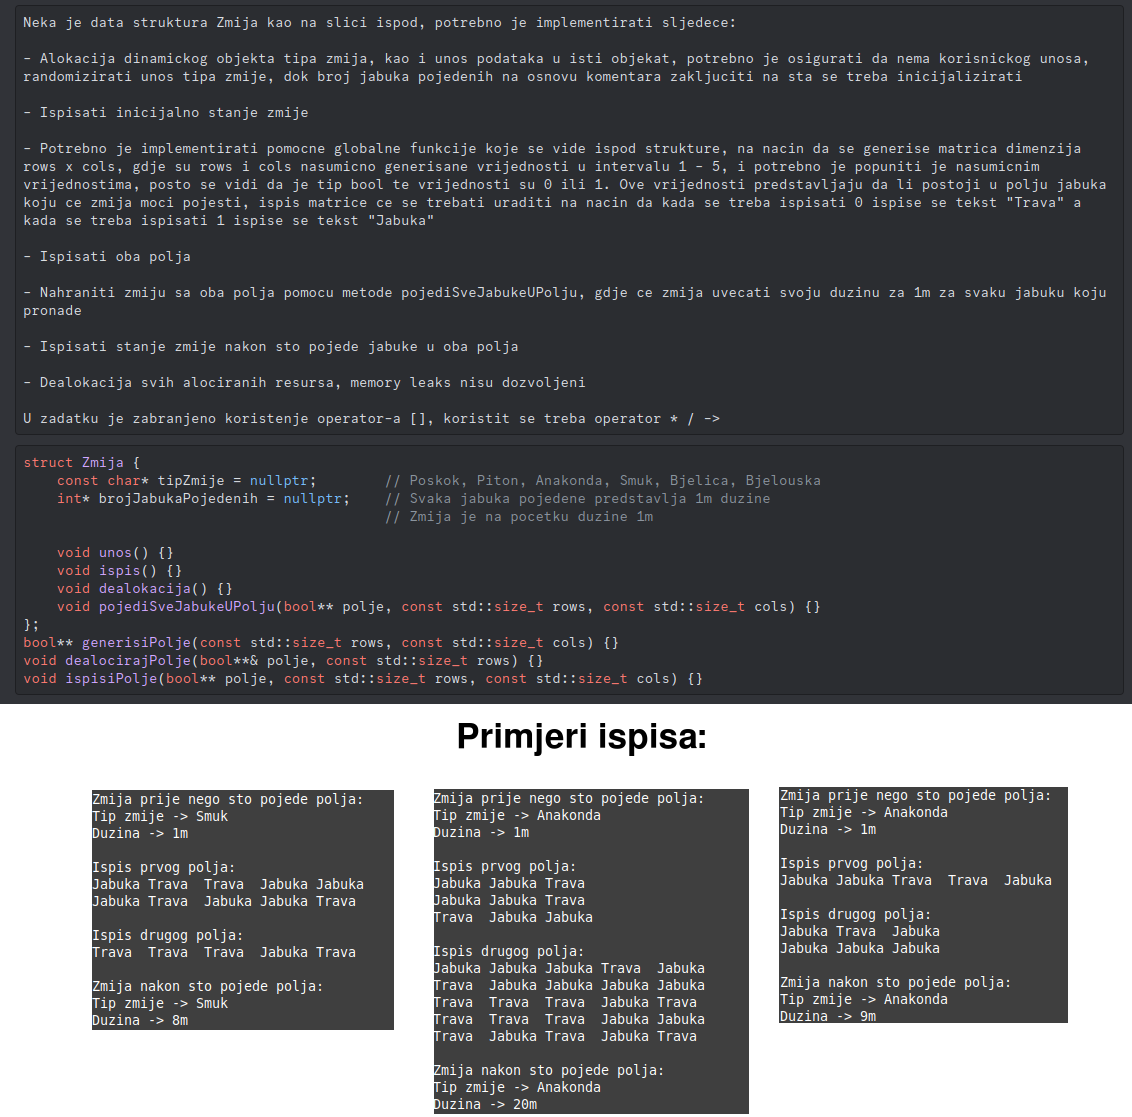 Neka je data struktura Zmija kao na slici ispod, potrebno je implementirati sljedece:
- Alokacija dinamickog objekta tipa zmija, kao i unos podataka u isti objekat, potrebno je osigurati da nema korisnickog unosa,
randomizirati unos tipa zmije, dok broj jabuka pojedenih na osnovu komentara zakljuciti na sta se treba inicijalizirati
- Ispisati inicijalno stanje zmije
- Potrebno je implementirati pomocne globalne funkcije koje se vide ispod strukture, na nacin da se generise matrica dimenzija
rows x cols, gdje su rows i cols nasumicno generisane vrijednosti u intervalu 1 - 5, i potrebno je popuniti je nasumicnim
vrijednostima, posto se vidi da je tip bool te vrijednosti su 0 ili 1. Ove vrijednosti predstavljaju da li postoji u polju jabuka
koju ce zmija moci pojesti, ispis matrice ce se trebati uraditi na nacin da kada se treba ispisati 0 ispise se tekst "Trava" a
kada se treba ispisati 1 ispise se tekst "Jabuka"
- Ispisati oba polja
- Nahraniti zmiju sa oba polja pomocu metode pojediSveJabukeUPolju, gdje ce zmija uvecati svoju duzinu za 1m za svaku jabuku koju
pronade
- Ispisati stanje zmije nakon sto pojede jabuke u oba polja
- Dealokacija svih alociranih resursa, memory leaks nisu dozvoljeni
U zadatku je zabranjeno koristenje operator-a [], koristit se treba operator * / ->
struct Zmija {
    const char* tipZmije = nullptr;        // Poskok, Piton, Anakonda, Smuk, Bjelica, Bjelouska
    int* brojJabukaPojedenih = nullptr;    // Svaka jabuka pojedene predstavlja 1m duzine
                                           // Zmija je na pocetku duzine 1m
    void unos() {}
    void ispis() {}
    void dealokacija() {}
    void pojediSveJabukeUPolju(bool** polje, const std::size_t rows, const std::size_t cols) {}
};
bool** generisiPolje(const std::size_t rows, const std::size_t cols) {}
void dealocirajPolje(bool**& polje, const std::size_t rows) {}
void ispisiPolje(bool** polje, const std::size_t rows, const std::size_t cols) {}
Primjeri ispisa:
Zmija prije nego sto pojede polja:
Tip zmije -> Smuk
Duzina -> 1m
Ispis prvog polja:
Jabuka Trava  Trava  Jabuka Jabuka
Jabuka Trava  Jabuka Jabuka Trava
Ispis drugog polja:
Trava  Trava  Trava  Jabuka Trava
Zmija nakon sto pojede polja:
Tip zmije -> Smuk
Duzina -> 8m
Zmija prije nego sto pojede polja:
Tip zmije -> Anakonda
Duzina -> 1m
Ispis prvog polja:
Jabuka Jabuka Trava
Jabuka Jabuka Trava
Trava  Jabuka Jabuka
Ispis drugog polja:
Jabuka Jabuka Jabuka Trava  Jabuka
Trava  Jabuka Jabuka Jabuka Jabuka
Trava  Trava  Trava  Jabuka Trava
Trava  Trava  Trava  Jabuka Jabuka
Trava  Jabuka Trava  Jabuka Trava
Zmija nakon sto pojede polja:
Tip zmije -> Anakonda
Duzina -> 20m
Zmija prije nego sto pojede polja:
Tip zmije -> Anakonda
Duzina -> 1m
Ispis prvog polja:
Jabuka Jabuka Trava  Trava  Jabuka
Ispis drugog polja:
Jabuka Trava  Jabuka
Jabuka Jabuka Jabuka
Zmija nakon sto pojede polja:
Tip zmije -> Anakonda
Duzina -> 9m